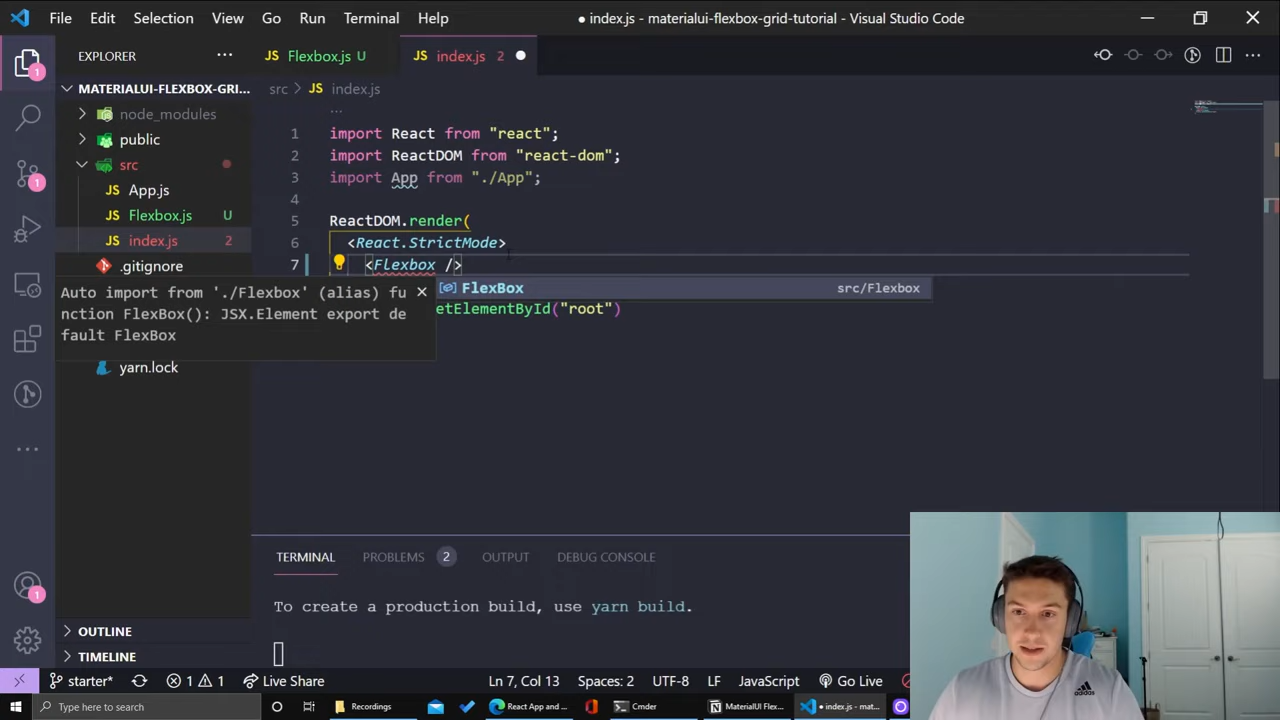 File Edit Selection View Go Run Terminal Help
● index.js - materialui-flexbox-grid-tutorial - Visual Studio Code
EXPLORER ...
JS Flexbox.js U
JS index.js 2 ●
MATERIALUI-FLEXBOX-GRI...
src > JS index.js
node_modules
public
src
JS App.js
JS Flexbox.js U
JS index.js 2
.gitignore
yarn.lock
...
1 import React from "react";
2 import ReactDOM from "react-dom";
3 import App from "./App";
4
5 ReactDOM.render(
6 <React.StrictMode>
7 <Flexbox />
FlexBox src/Flexbox
etElementById("root")
Auto import from './Flexbox' (alias) fu
nction FlexBox(): JSX.Element export de
fault FlexBox
TERMINAL PROBLEMS 2 OUTPUT DEBUG CONSOLE
To create a production build, use yarn build.
1
1
1
OUTLINE
TIMELINE
starter* 1 1 Live Share
Ln 7, Col 13 Spaces: 2 UTF-8 LF JavaScript Go Live
Type here to search
Recordings
React App and ...
Cmder
MaterialUI Flex...
● index.js - mat...
adidas